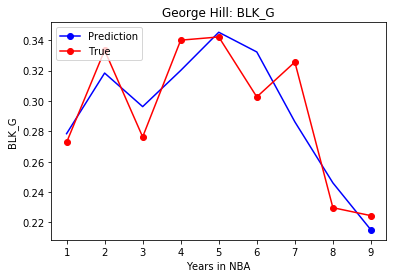 George Hill: BLK_G
Prediction
True
BLK_G
0.34
0.32
0.30
0.28
0.26
0.24
0.22
1 2 3 4 5 6 7 8 9
Years in NBA